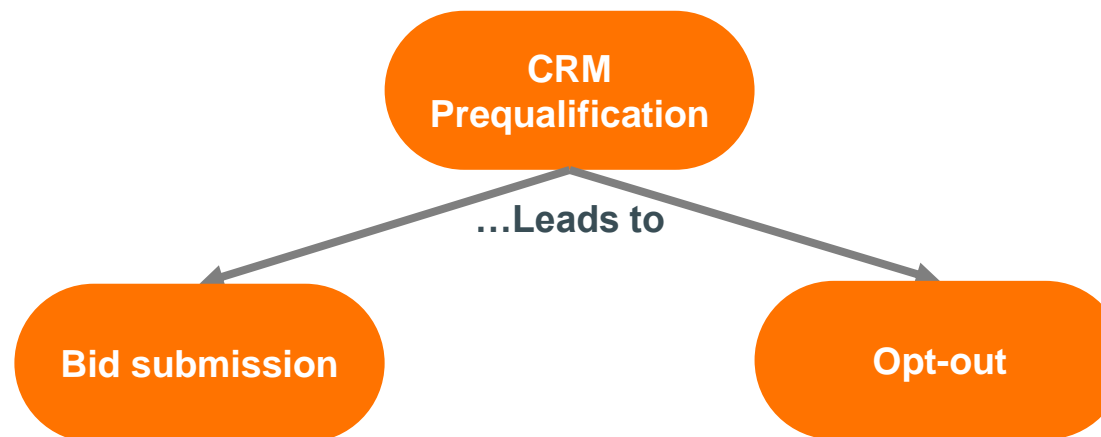 CRM
Prequalification
…Leads to
Bid submission
Opt-out